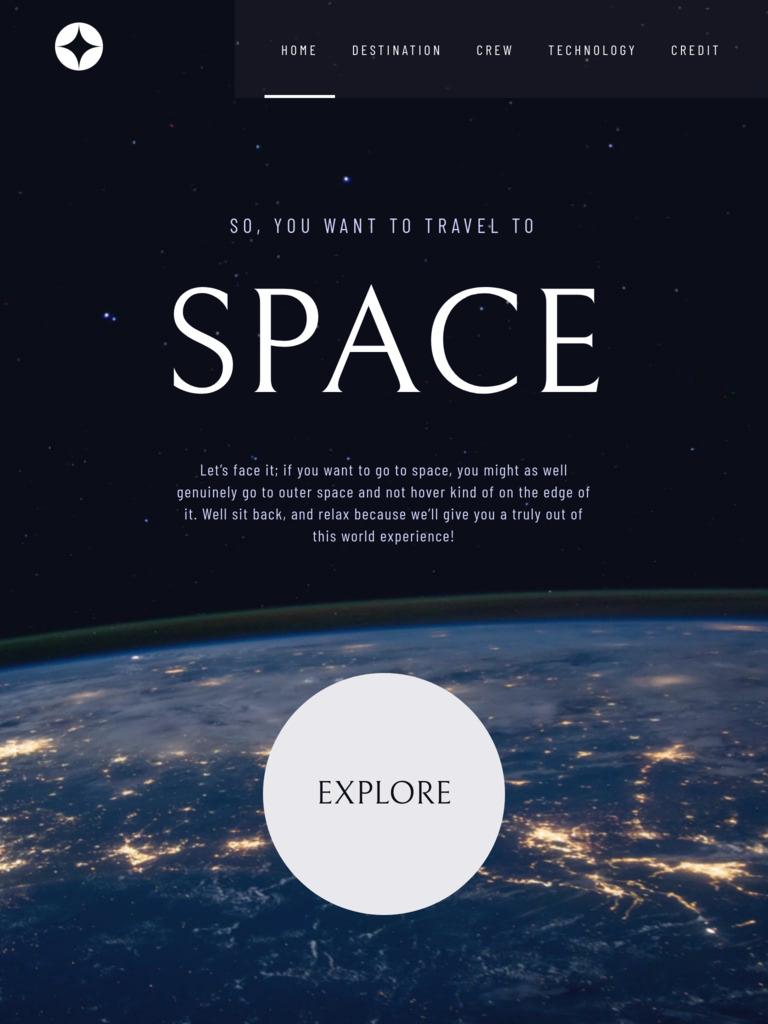 HOME DESTINATION CREW TECHNOLOGY CREDIT
SO, YOU WANT TO TRAVEL TO
SPACE
Let’s face it; if you want to go to space, you might as well
genuinely go to outer space and not hover kind of on the edge of
it. Well sit back, and relax because we’ll give you a truly out of
this world experience!
EXPLORE